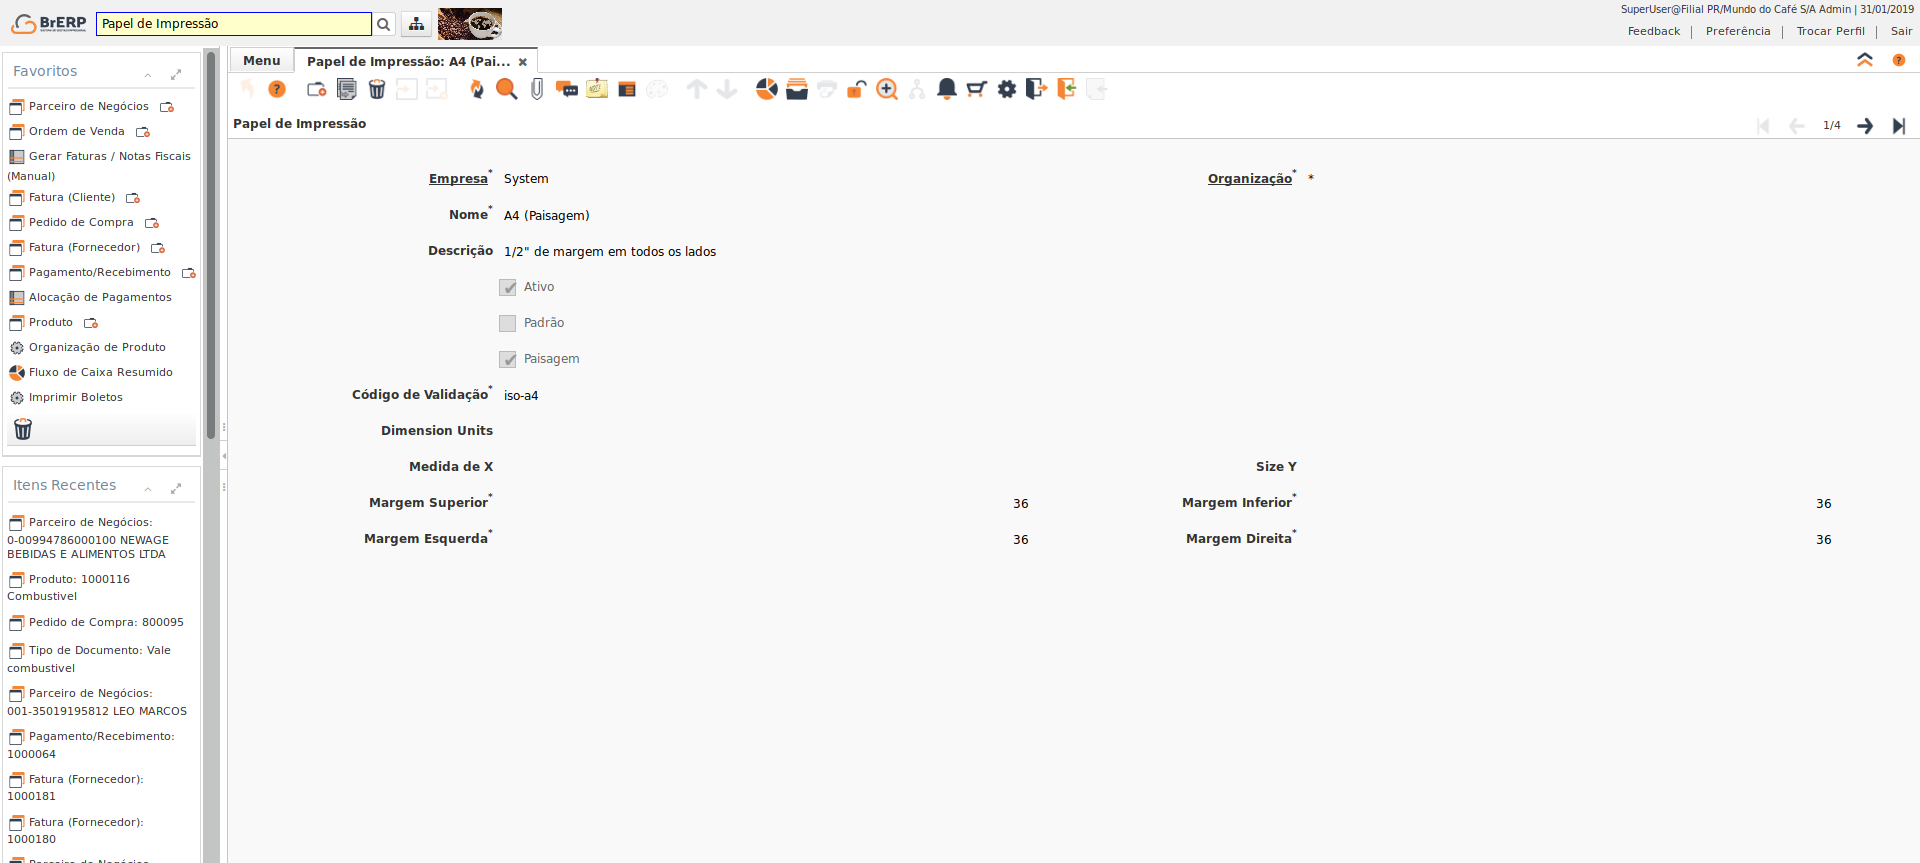 BrERP
Papel de Impressão
SuperUser@Filial PR/Mundo do Café S/A Admin | 31/01/2019
Feedback | Preferência | Trocar Perfil | Sair
Favoritos
Parceiro de Negócios
Ordem de Venda
Gerar Faturas / Notas Fiscais
(Manual)
Fatura (Cliente)
Pedido de Compra
Fatura (Fornecedor)
Pagamento/Recebimento
Alocação de Pagamentos
Produto
Organização de Produto
Fluxo de Caixa Resumido
Imprimir Boletos
Itens Recentes
Parceiro de Negócios:
0-00994786000100 NEWAGE
BEBIDAS E ALIMENTOS LTDA
Produto: 1000116
Combustivel
Pedido de Compra: 800095
Tipo de Documento: Vale
combustivel
Parceiro de Negócios:
001-35019195812 LEO MARCOS
Pagamento/Recebimento:
1000064
Fatura (Fornecedor):
1000181
Fatura (Fornecedor):
1000180
Parceiro de Negócios
Menu
Papel de Impressão: A4 (Pai...
Papel de Impressão
1/4
Empresa* System
Organização* *
Nome* A4 (Paisagem)
Descrição 1/2" de margem em todos os lados
Ativo
Padrão
Paisagem
Código de Validação* iso-a4
Dimension Units
Medida de X
Size Y
Margem Superior* 36
Margem Inferior* 36
Margem Esquerda* 36
Margem Direita* 36